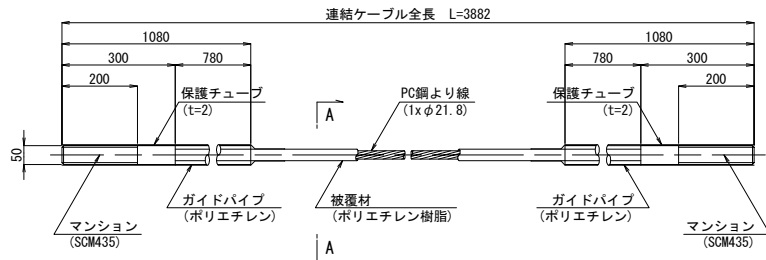 連結ケーブル全長 L=3882
1080
1080
300
780
780
300
200
200
保護チューブ
(t=2)
PC鋼より線
(1xφ21.8)
保護チューブ
(t=2)
A
50
マンション
(SCM435)
ガイドパイプ
(ポリエチレン)
被覆材
(ポリエチレン樹脂)
ガイドパイプ
(ポリエチレン)
マンション
(SCM435)
A